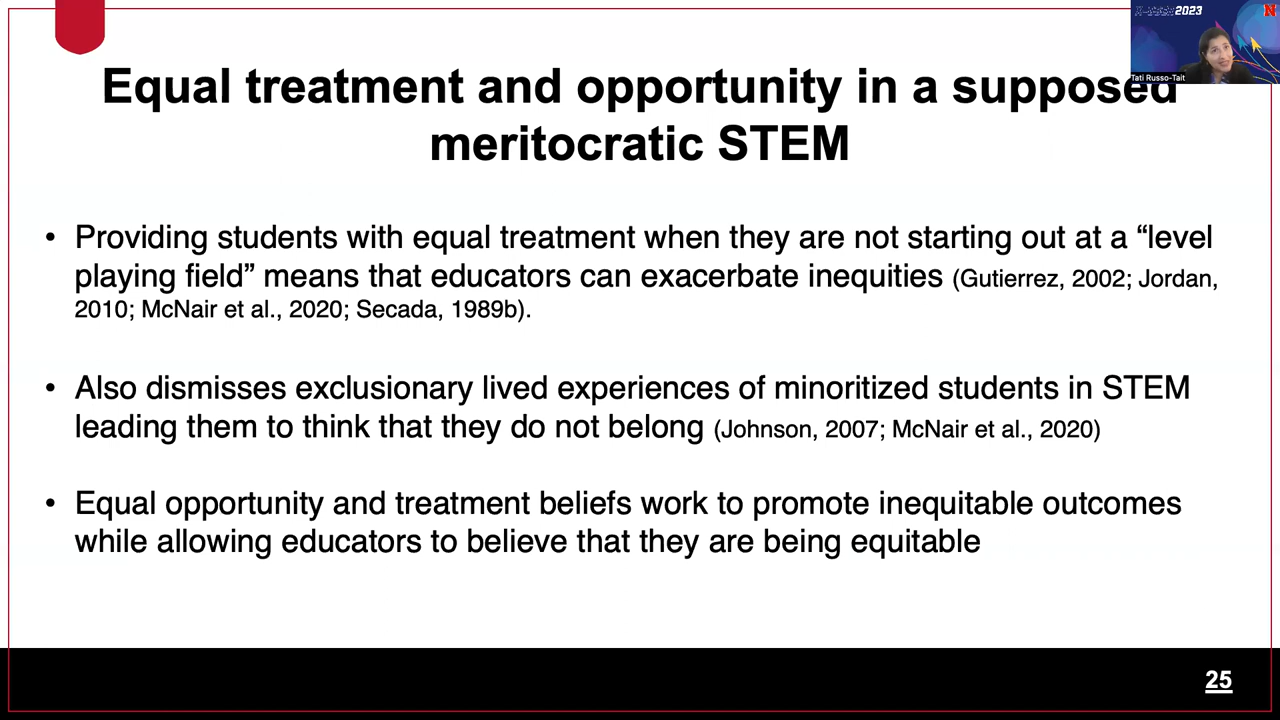 2023
N
Tati Russo-Tait
Equal treatment and opportunity in a supposed
meritocratic STEM
• Providing students with equal treatment when they are not starting out at a “level
playing field” means that educators can exacerbate inequities (Gutierrez, 2002; Jordan,
2010; McNair et al., 2020; Secada, 1989b).
• Also dismisses exclusionary lived experiences of minoritized students in STEM
leading them to think that they do not belong (Johnson, 2007; McNair et al., 2020)
• Equal opportunity and treatment beliefs work to promote inequitable outcomes
while allowing educators to believe that they are being equitable
25